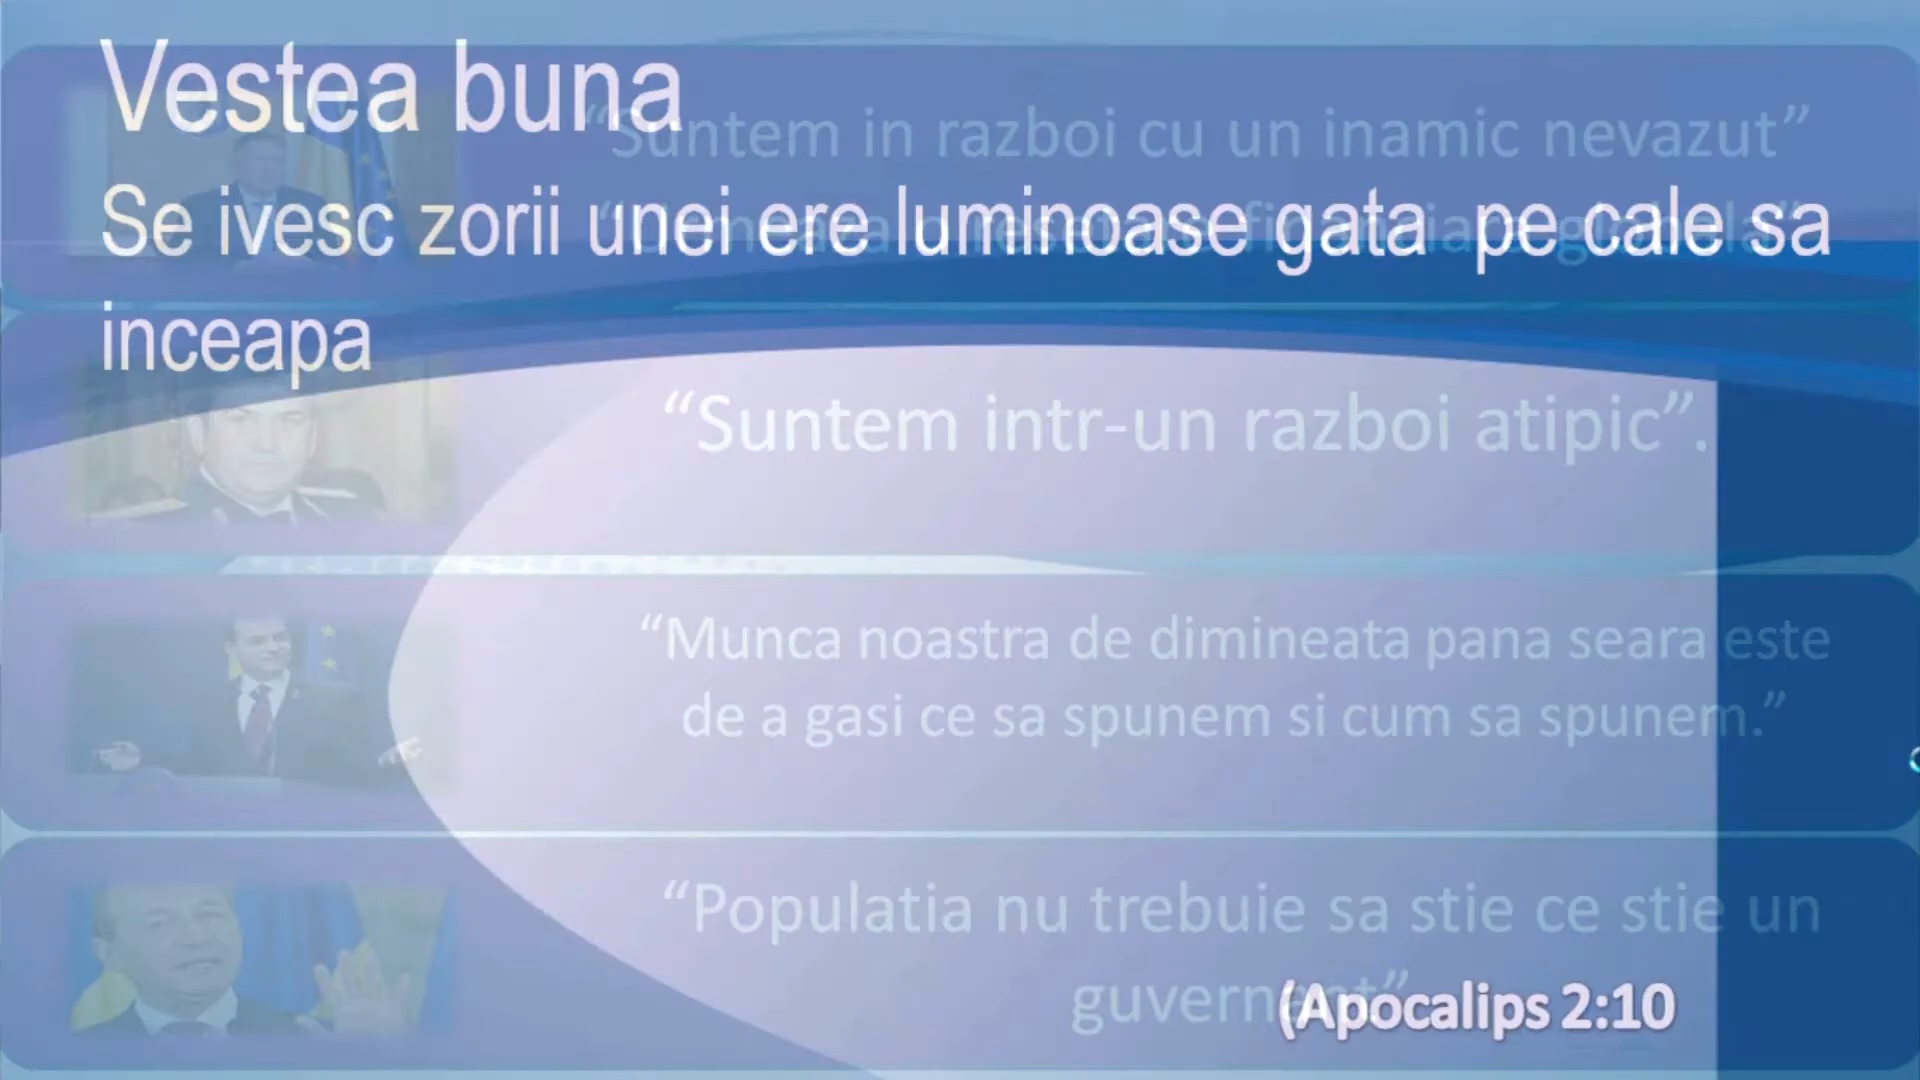 Vestea buna
“Suntem in razboi cu un inamic nevazut”
Se ivesc zorii unei ere luminoase gata pe cale sa
inceapa
“Suntem intr-un razboi atipic”.
“Munca noastra de dimineata pana seara este
de a gasi ce sa spunem si cum sa spunem.”
“Populatia nu trebuie sa stie ce stie un
guvernant”
(Apocalips 2:10